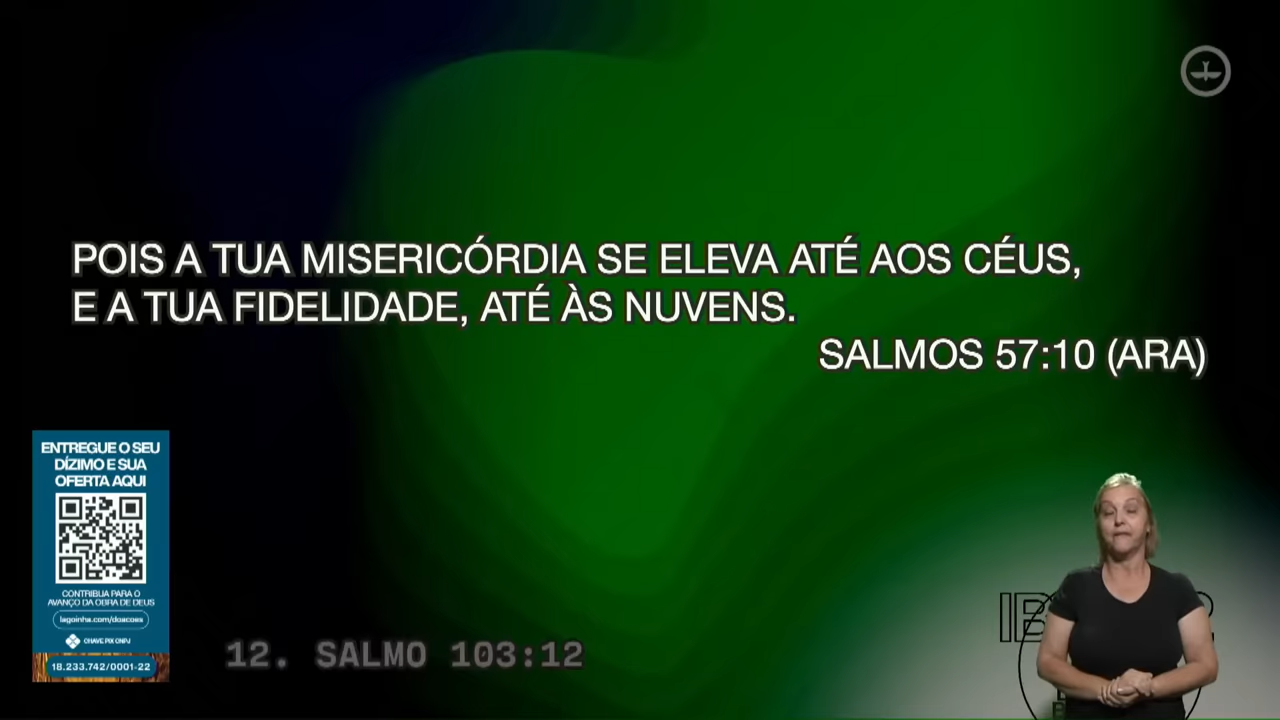 POIS A TUA MISERICÓRDIA SE ELEVA ATÉ AOS CÉUS,
E A TUA FIDELIDADE, ATÉ ÀS NUVENS.
SALMOS 57:10 (ARA)
ENTREGUE O SEU
DÍZIMO E SUA
OFERTA AQUI
CONTRIBUA PARA O
AVANÇO DA OBRA DE DEUS
lagoinha.com/doacoes
CHAVE PIX CNPJ
18.233.742/0001-22
12. SALMO 103:12